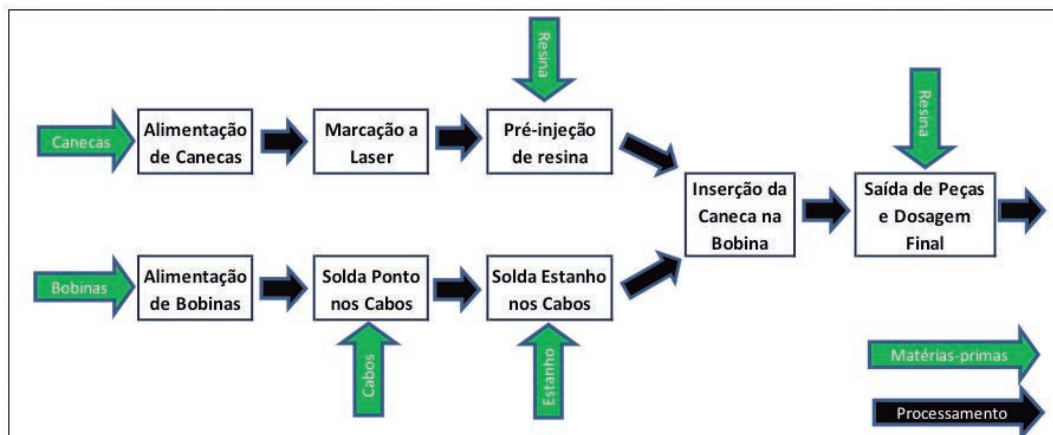 Resina
Resina
Canecas
Alimentação
de Canecas
Marcação a
Laser
Pré-injeção
de resina
Inserção da
Caneca na
Bobina
Saída de Peças
e Dosagem
Final
Bobinas
Alimentação
de Bobinas
Solda Ponto
nos Cabos
Solda Estanho
nos Cabos
Cabos
Estanho
Matérias-primas
Processamento